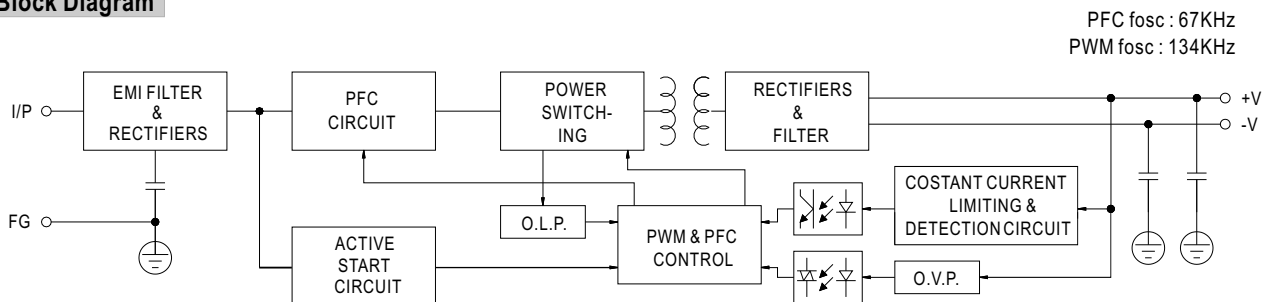 Block Diagram
PFC fosc : 67KHz
PWM fosc : 134KHz
I/P
EMI FILTER
&
RECTIFIERS
PFC
CIRCUIT
POWER
SWITCH-
ING
RECTIFIERS
&
FILTER
+V
-V
FG
O.L.P.
ACTIVE
START
CIRCUIT
PWM & PFC
CONTROL
COSTANT CURRENT
LIMITING &
DETECTION CIRCUIT
O.V.P.